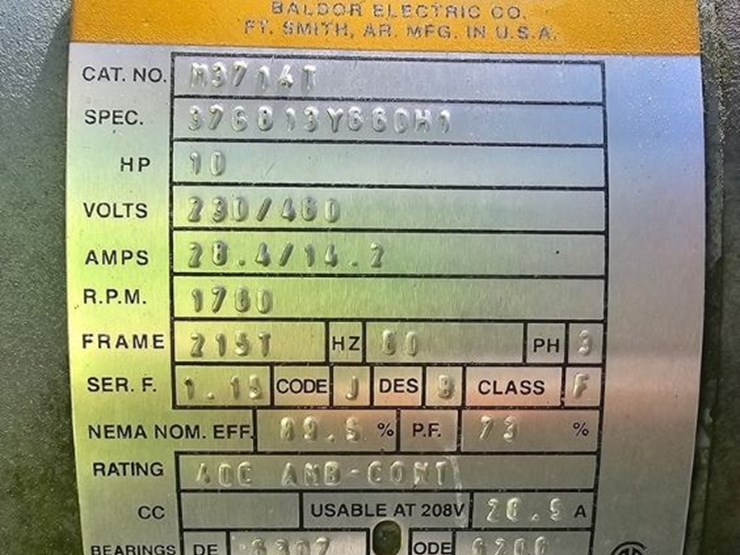 BALDOR ELECTRIC CO.
FT. SMITH, AR. MFG. IN U.S.A.
CAT. NO. M3714T
SPEC.
HP 10
VOLTS 230/460
AMPS 28.4/14.2
R.P.M. 1760
FRAME 215T HZ 60 PH 3
SER. F. 1.15 CODE J DES B CLASS F
NEMA NOM. EFF. 89.5 % P.F. 73 %
RATING 40C AMB-CONT
CC USABLE AT 208V A
BEARINGS DE 6307 ODE 6206